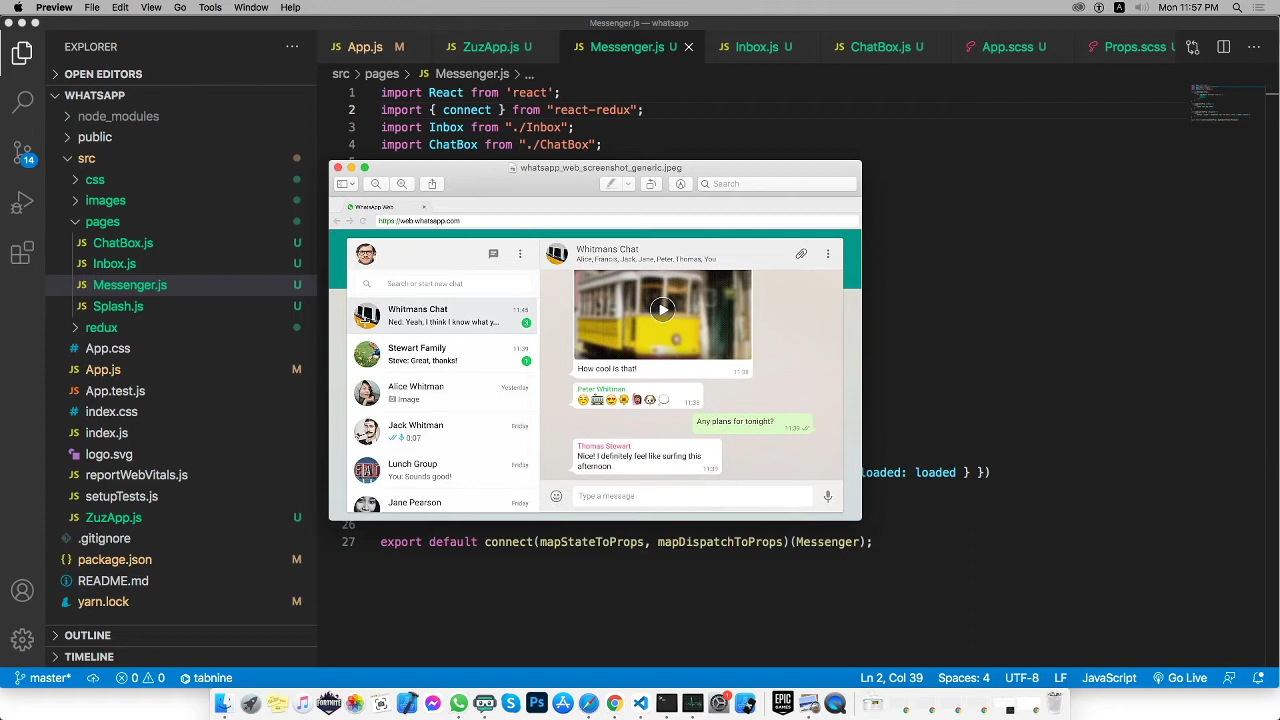 Preview File Edit View Go Tools Window Help
A Mon 11:57 PM
Messenger.js — whatsapp
EXPLORER
App.js M
ZuzApp.js U
Messenger.js U
Inbox.js U
ChatBox.js U
App.scss U
Props.scss U
OPEN EDITORS
src > pages > JS Messenger.js > ...
WHATSAPP
node_modules
public
src
css
images
pages
ChatBox.js U
Inbox.js U
Messenger.js U
Splash.js U
redux
App.css
App.js M
App.test.js
index.css
index.js
logo.svg
reportWebVitals.js
setupTests.js
ZuzApp.js U
.gitignore
package.json M
README.md
yarn.lock M
OUTLINE
TIMELINE
14
1 import React from 'react';
2 import { connect } from "react-redux";
3 import Inbox from "./Inbox";
4 import ChatBox from "./ChatBox";
whatsapp_web_screenshot_generic.jpeg
Search
WhatsApp Web
https://web.whatsapp.com
Search or start new chat
Whitmans Chat 11:45
Ned: Yeah, I think I know what y... 3
Stewart Family 11:39
Steve: Great, thanks! 1
Alice Whitman Yesterday
Image
Jack Whitman Friday
0:07
Lunch Group Friday
You: Sounds good!
Jane Pearson Friday
Whitmans Chat
Alice, Francis, Jack, Jane, Peter, Thomas, You
How cool is that!
11:38
Peter Whitman
11:38
Any plans for tonight?
11:39
Thomas Stewart
Nice! I definitely feel like surfing this
afternoon
11:39
Type a message
loaded: loaded } })
26
27 export default connect(mapStateToProps, mapDispatchToProps)(Messenger);
master* 0 0 tabnine
Ln 2, Col 39 Spaces: 4 UTF-8 LF JavaScript Go Live